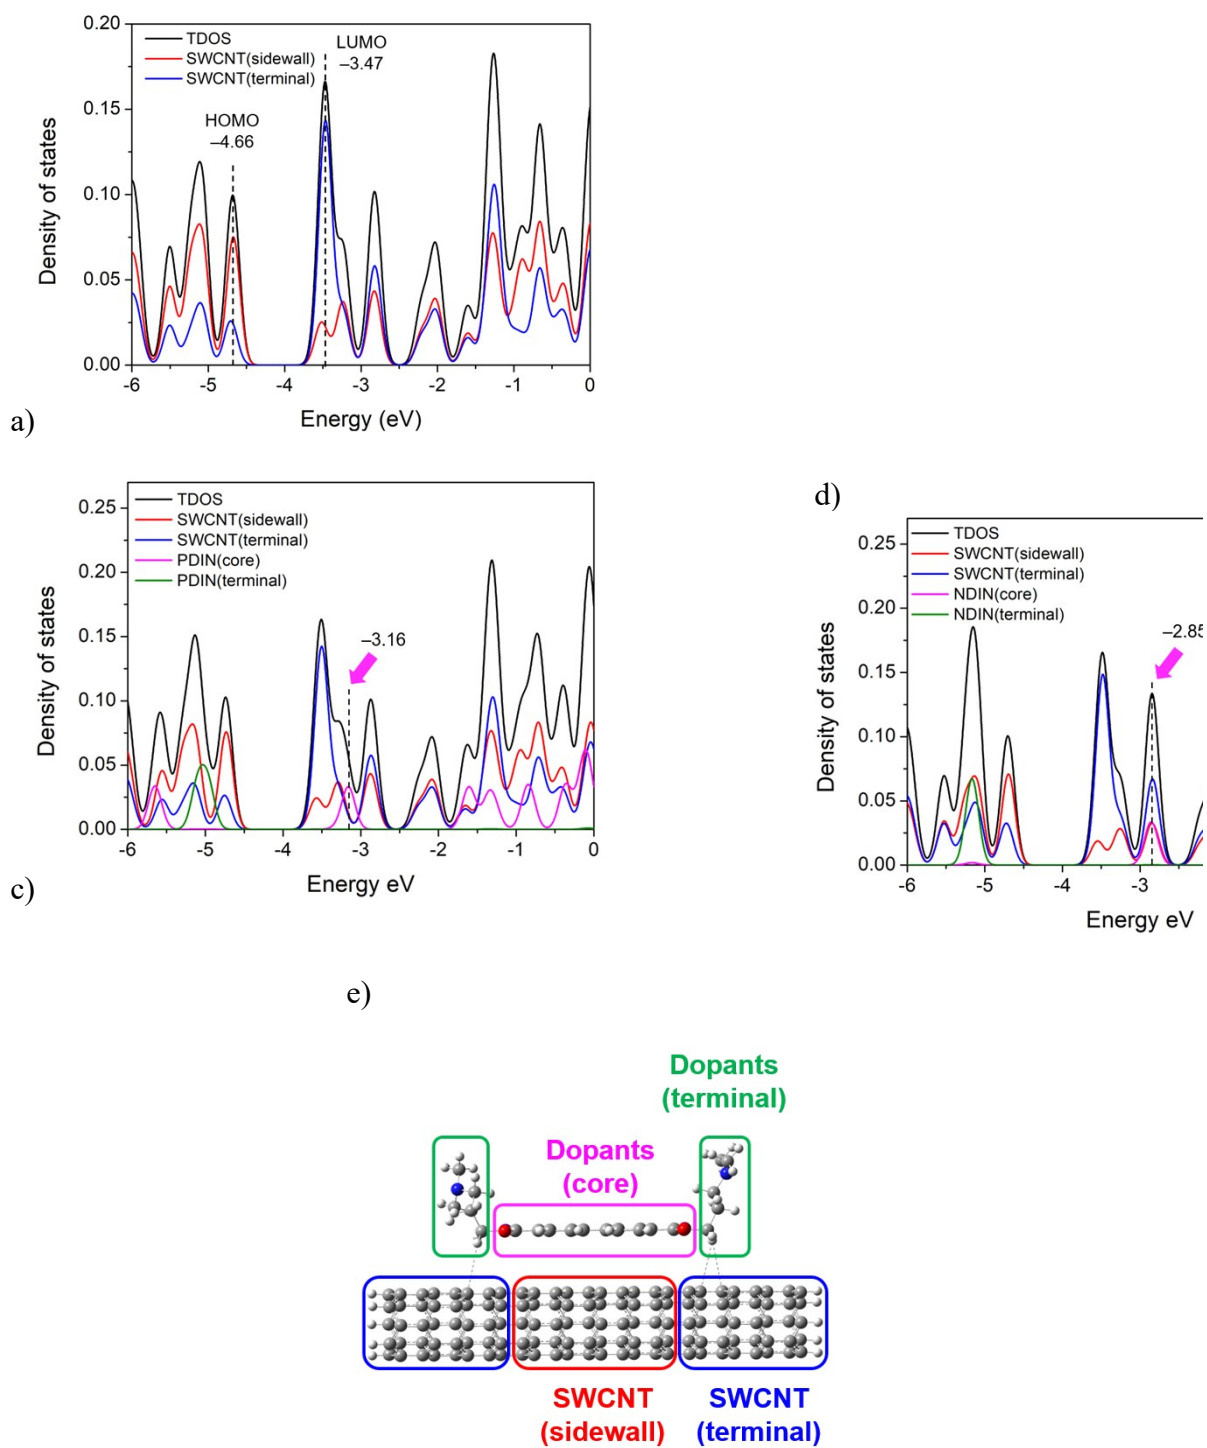 0.20
TDOS
SWCNT(sidewall)
SWCNT(terminal)
LUMO
–3.47
HOMO
–4.66
0.15
0.10
0.05
0.00
Density of states
-6 -5 -4 -3 -2 -1 0
Energy (eV)
a)
0.25
TDOS
SWCNT(sidewall)
SWCNT(terminal)
PDIN(core)
PDIN(terminal)
–3.16
0.20
0.15
0.10
0.05
0.00
Density of states
-6 -5 -4 -3 -2 -1 0
Energy eV
c)
d)
0.25
TDOS
SWCNT(sidewall)
SWCNT(terminal)
NDIN(core)
NDIN(terminal)
–2.85
0.20
0.15
0.10
0.05
0.00
Density of states
-6 -5 -4 -3
Energy eV
e)
Dopants
(terminal)
Dopants
(core)
SWCNT
(sidewall)
SWCNT
(terminal)